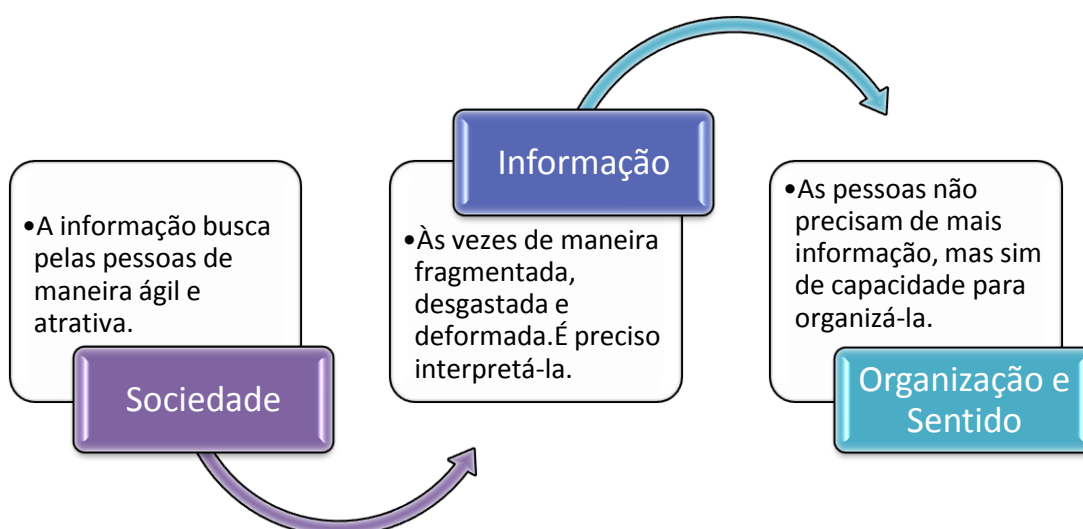 •A informação busca
pelas pessoas de
maneira ágil e
atrativa.
Sociedade
Informação
•Às vezes de maneira
fragmentada,
desgastada e
deformada.É preciso
interpretá-la.
•As pessoas não
precisam de mais
informação, mas sim
de capacidade para
organizá-la.
Organização e
Sentido